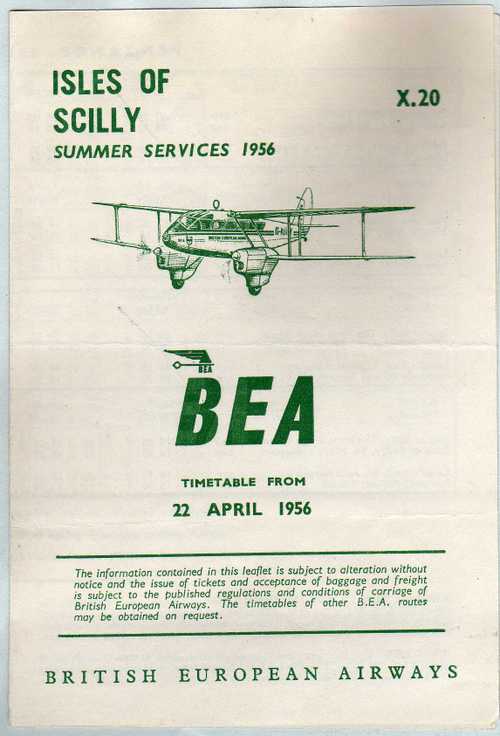 ISLES OF
SCILLY
X.20
SUMMER SERVICES 1956
BEA
BEA
TIMETABLE FROM
22 APRIL 1956
The information contained in this leaflet is subject to alteration without
notice and the issue of tickets and acceptance of baggage and freight
is subject to the published regulations and conditions of carriage of
British European Airways. The timetables of other B.E.A. routes
may be obtained on request.
BRITISH EUROPEAN AIRWAYS